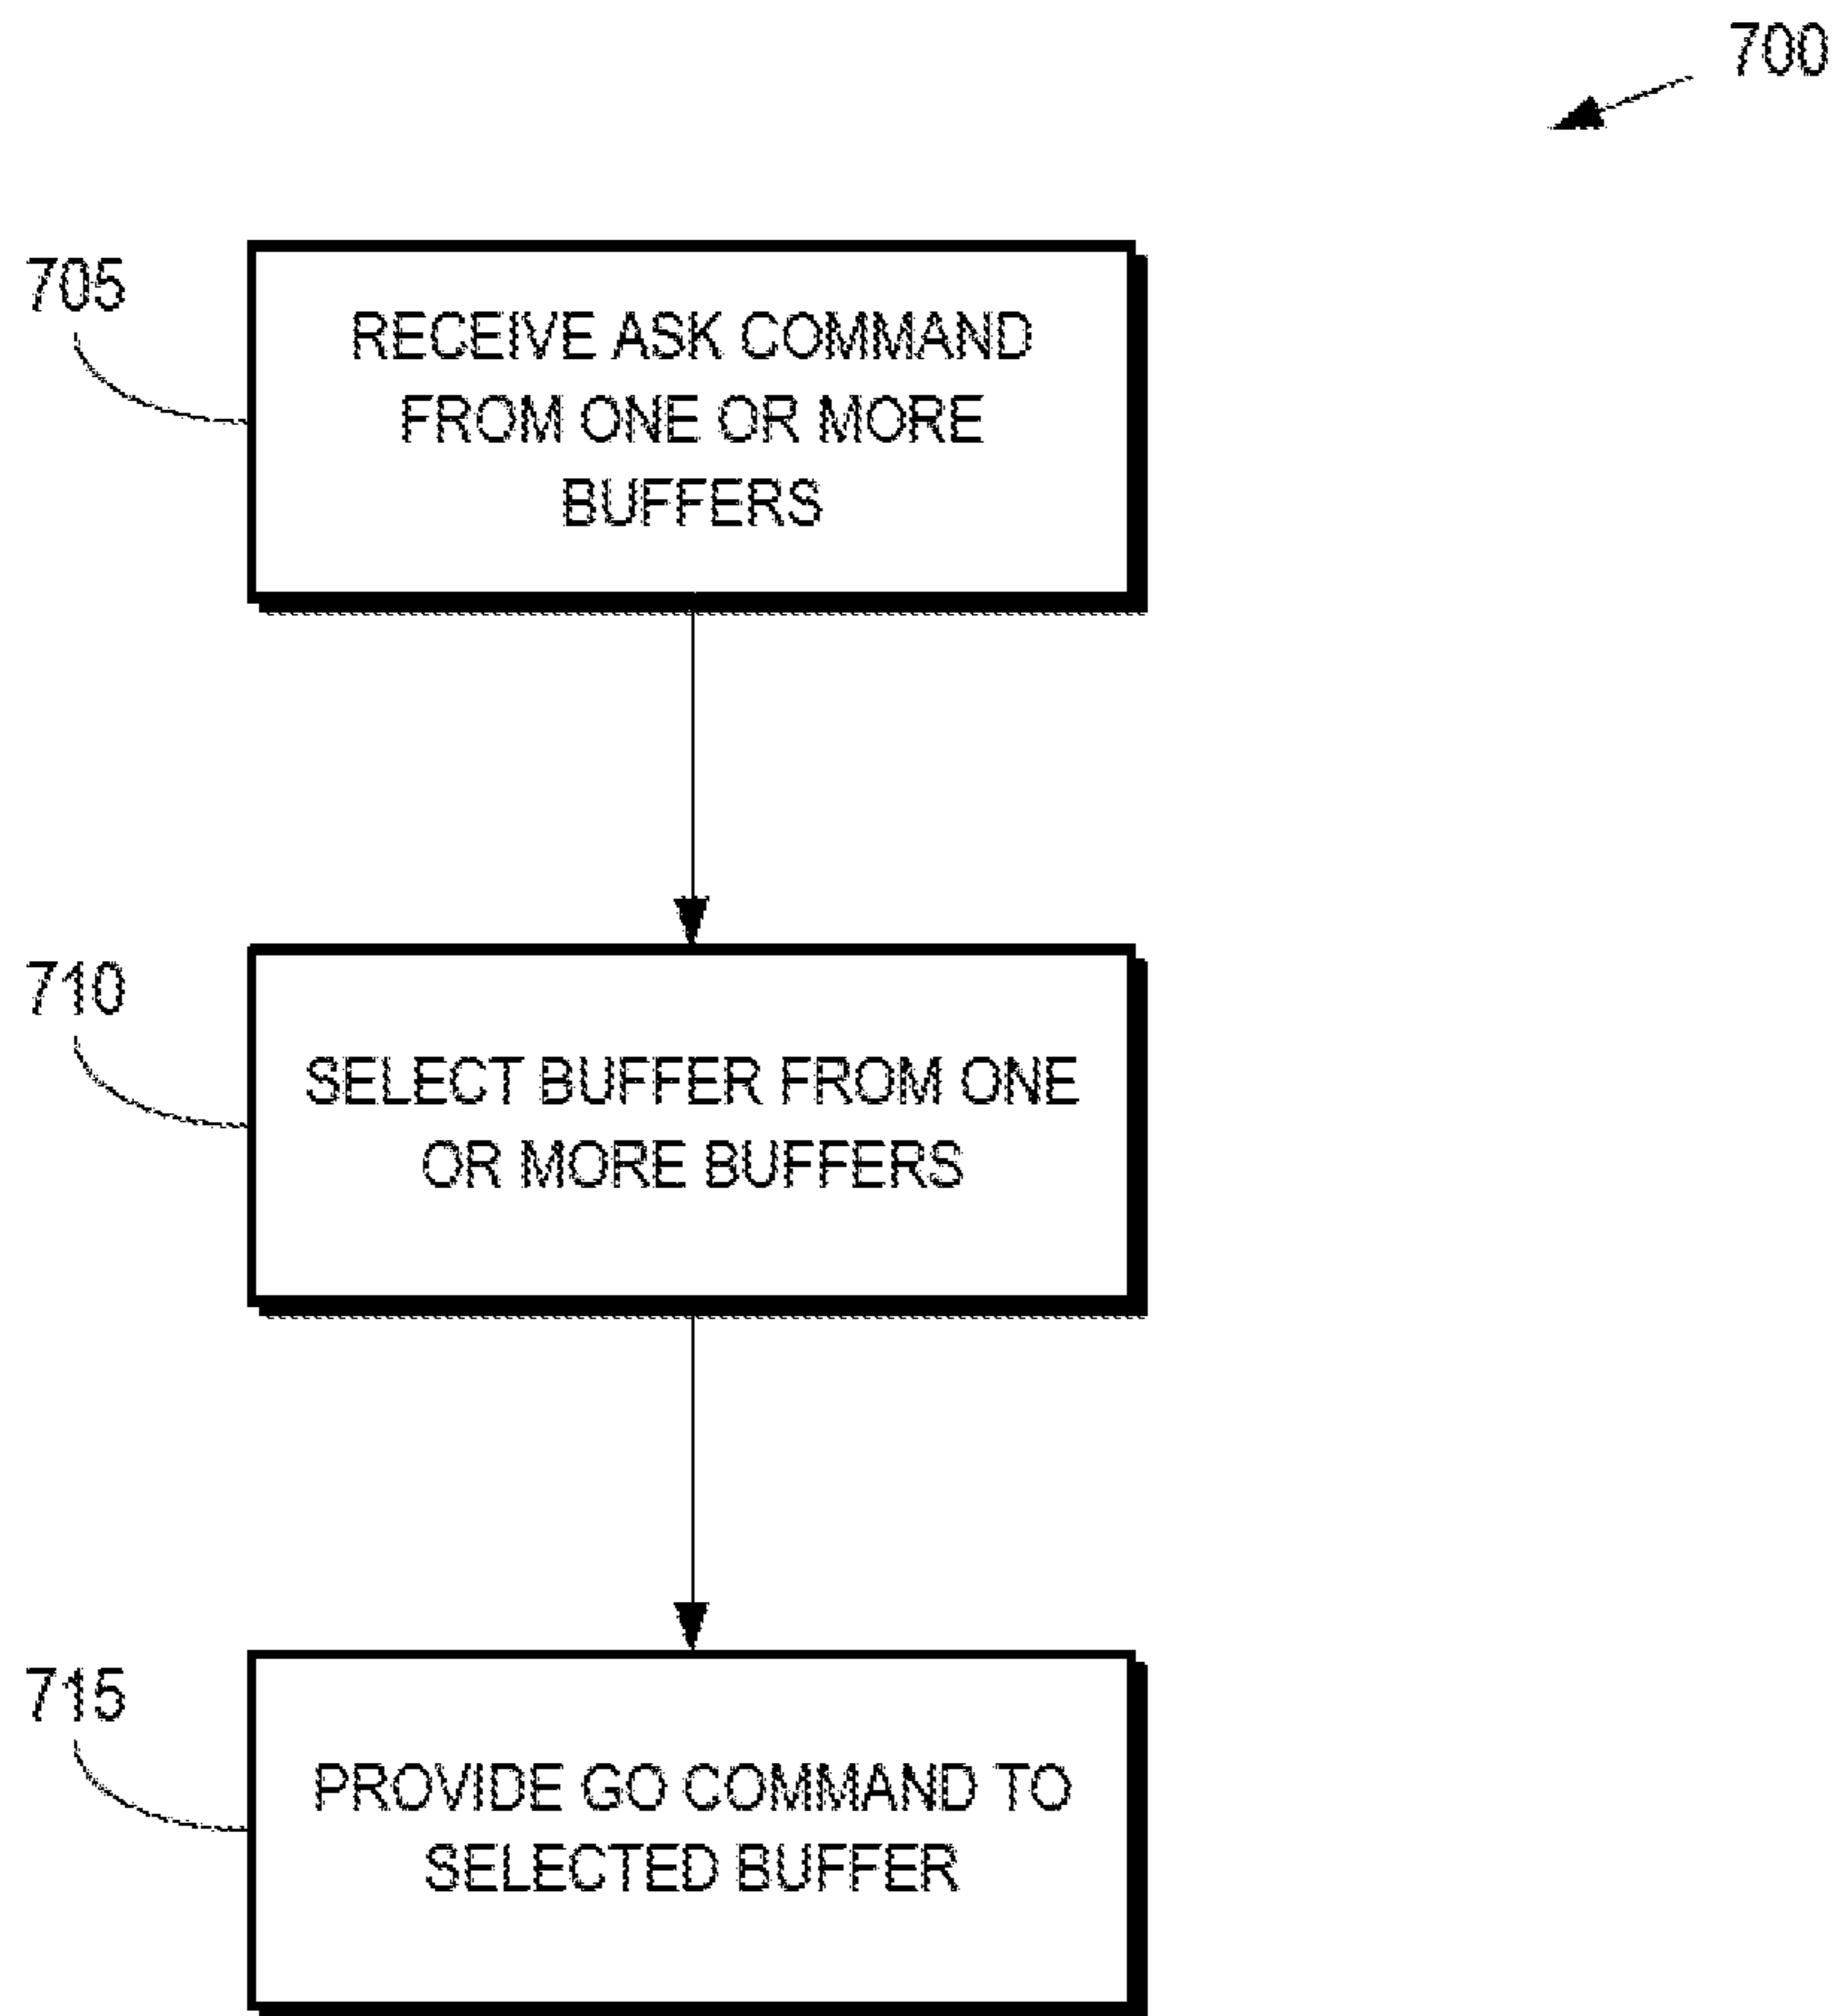 700
705
RECEIVE ASK COMMAND
FROM ONE OR MORE
BUFFERS
710
SELECT BUFFER FROM ONE
OR MORE BUFFERS
715
PROVIDE GO COMMAND TO
SELECTED BUFFER